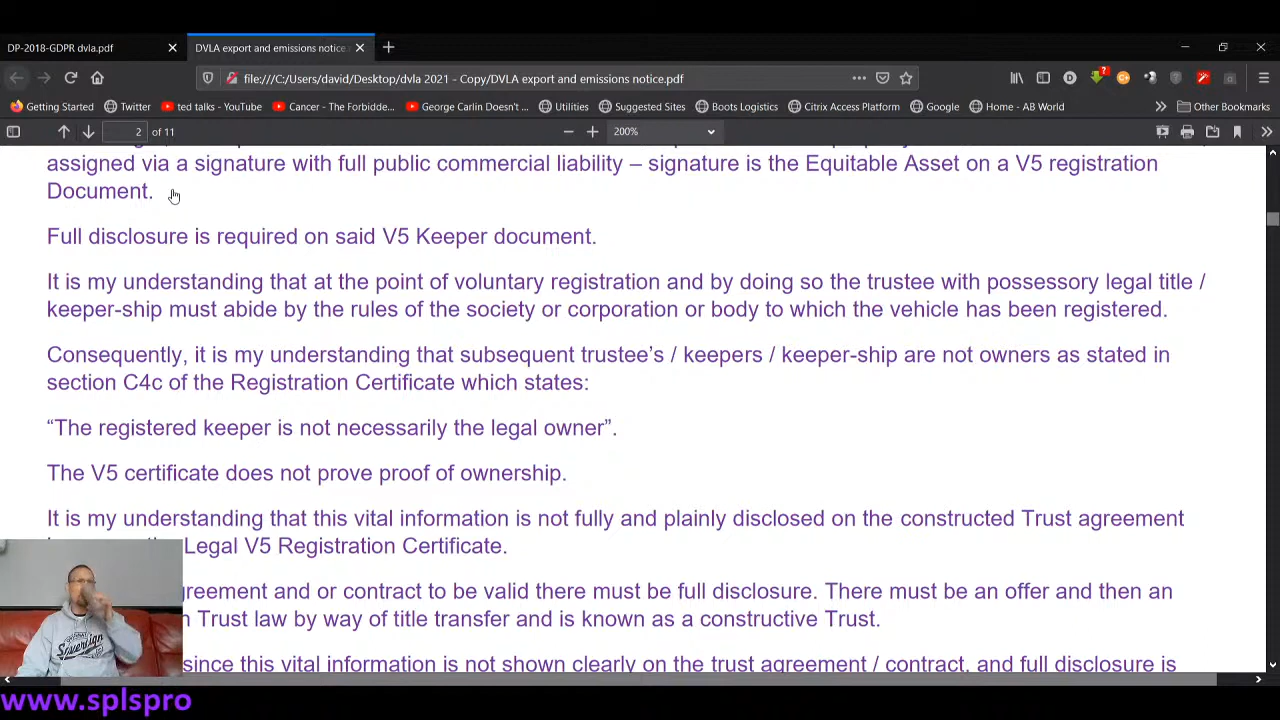 DP-2018-GDPR dvla.pdf
DVLA export and emissions notice
file:///C:/Users/david/Desktop/dvla 2021 - Copy/DVLA export and emissions notice.pdf
Getting Started Twitter ted talks - YouTube Cancer - The Forbidde... George Carlin Doesn't ... Utilities Suggested Sites Boots Logistics Citrix Access Platform Google Home - AB World Other Bookmarks
2 of 11 200%
assigned via a signature with full public commercial liability – signature is the Equitable Asset on a V5 registration
Document.
Full disclosure is required on said V5 Keeper document.
It is my understanding that at the point of voluntary registration and by doing so the trustee with possessory legal title /
keeper-ship must abide by the rules of the society or corporation or body to which the vehicle has been registered.
Consequently, it is my understanding that subsequent trustee's / keepers / keeper-ship are not owners as stated in
section C4c of the Registration Certificate which states:
“The registered keeper is not necessarily the legal owner”.
The V5 certificate does not prove proof of ownership.
It is my understanding that this vital information is not fully and plainly disclosed on the constructed Trust agreement
Legal V5 Registration Certificate.
agreement and or contract to be valid there must be full disclosure. There must be an offer and then an
Trust law by way of title transfer and is known as a constructive Trust.
since this vital information is not shown clearly on the trust agreement / contract, and full disclosure is
Sovereign
www.splspro